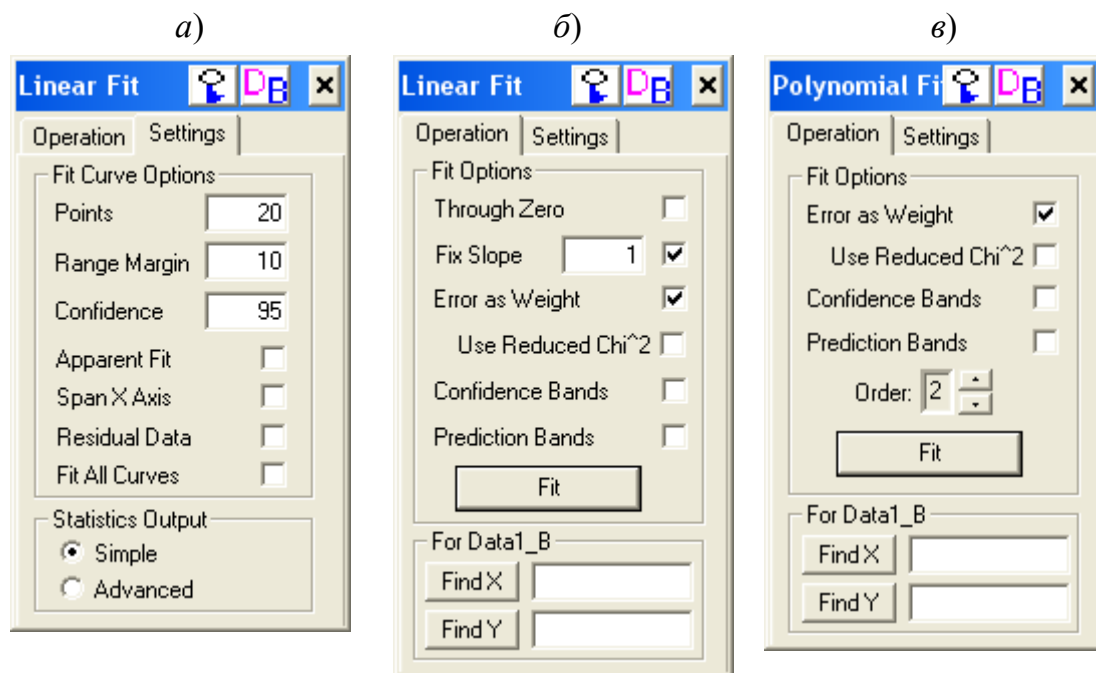 а)
Linear Fit DB
Operation Settings
Fit Curve Options
Points 20
Range Margin 10
Confidence 95
Apparent Fit
Span X Axis
Residual Data
Fit All Curves
Statistics Output
Simple
Advanced
б)
Linear Fit DB
Operation Settings
Fit Options
Through Zero
Fix Slope 1
Error as Weight
Use Reduced Chi^2
Confidence Bands
Prediction Bands
Fit
For Data1_B
Find X
Find Y
в)
Polynomial Fi DB
Operation Settings
Fit Options
Error as Weight
Use Reduced Chi^2
Confidence Bands
Prediction Bands
Order: 2
Fit
For Data1_B
Find X
Find Y